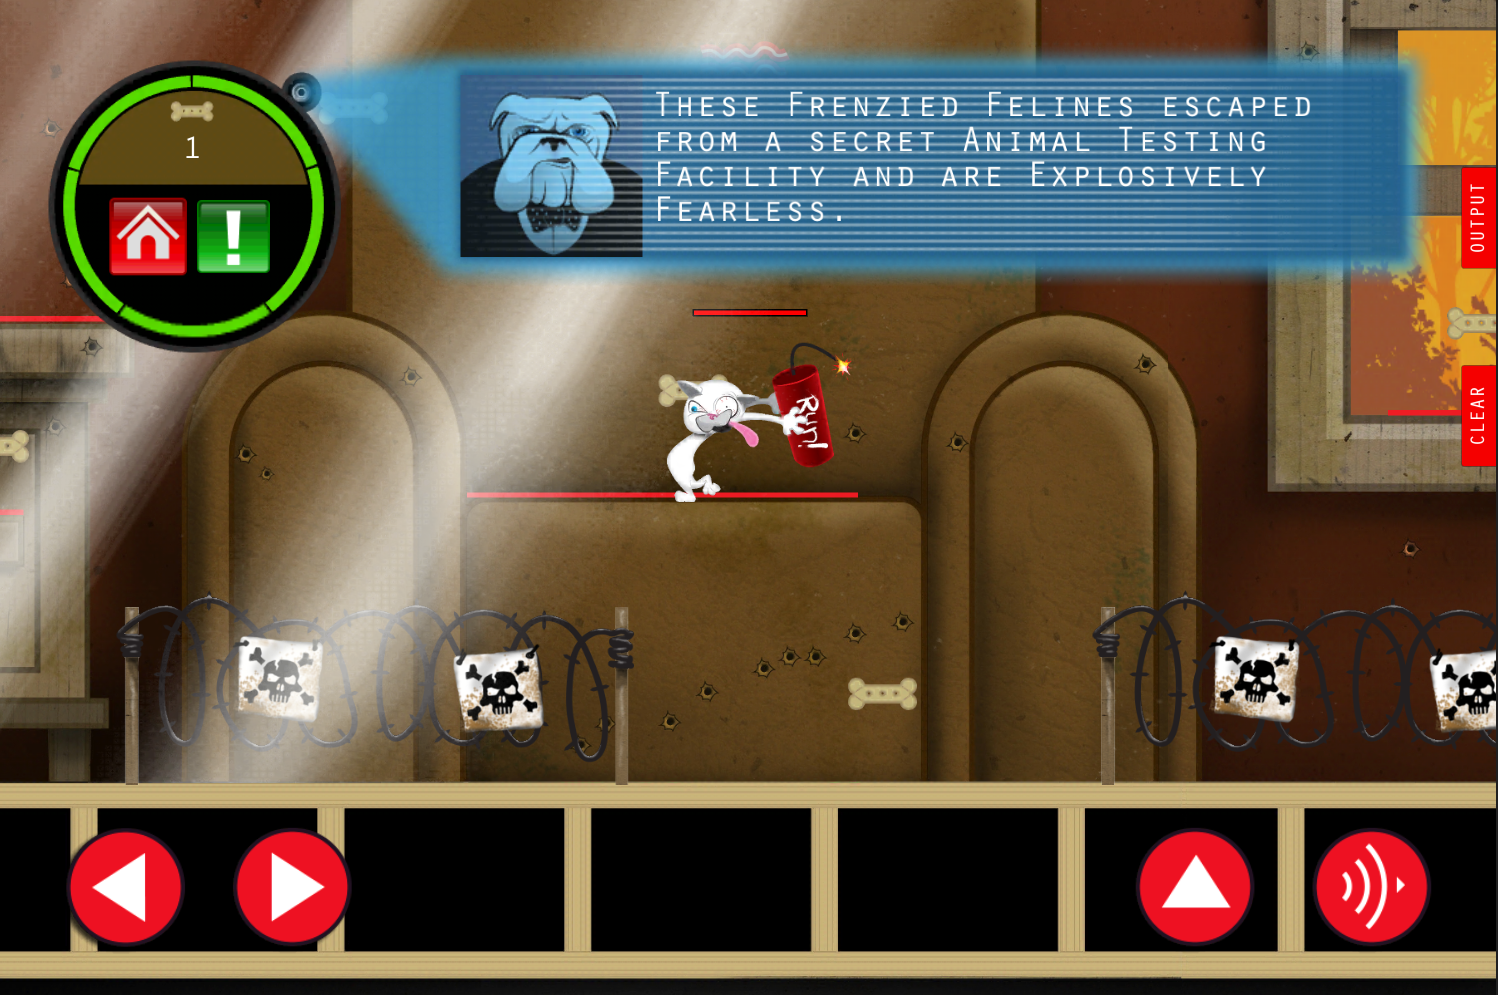 These Frenzied Felines escaped
from a secret Animal Testing
Facility and are Explosively
Fearless.
1
!
OUTPUT
Run!
CLEAR